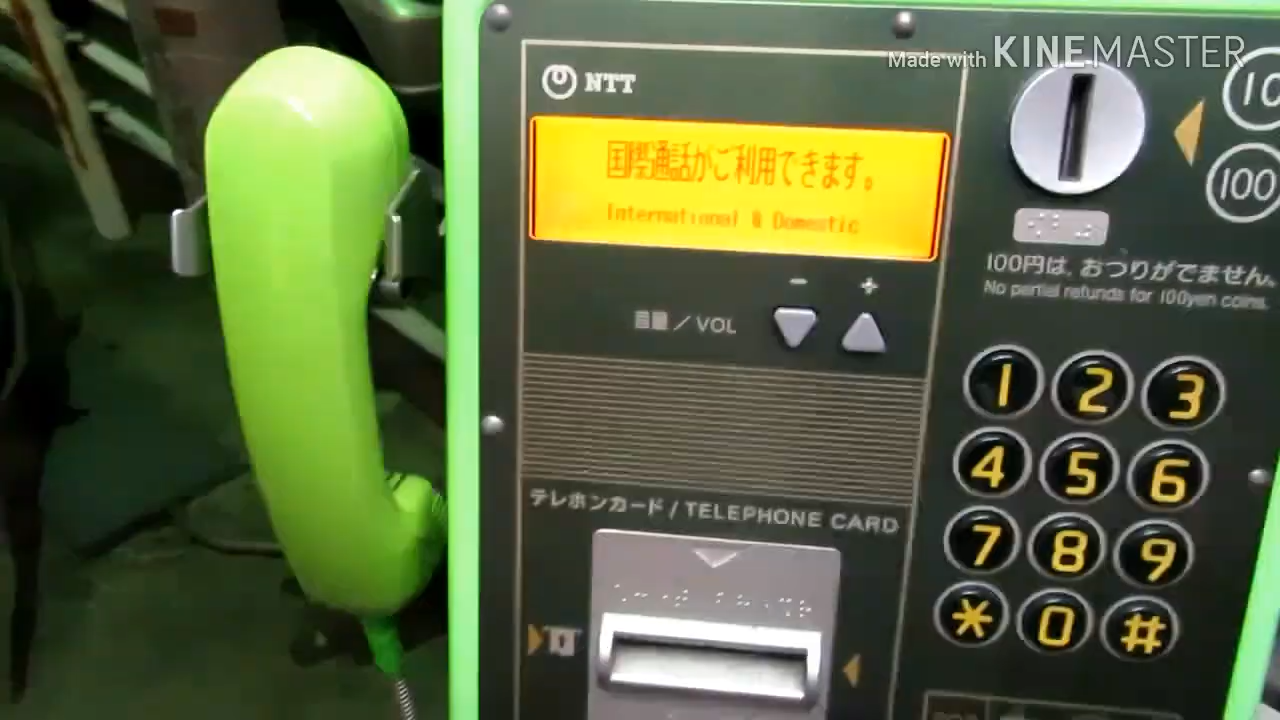 Made with KINEMASTER
NTT
国際通話がご利用できます。
International & Domestic
100
100円は、おつりがでません。
No partial refunds for 100yen coins.
- +
音量／VOL
1 2 3
4 5 6
7 8 9
* 0 #
テレホンカード / TELEPHONE CARD